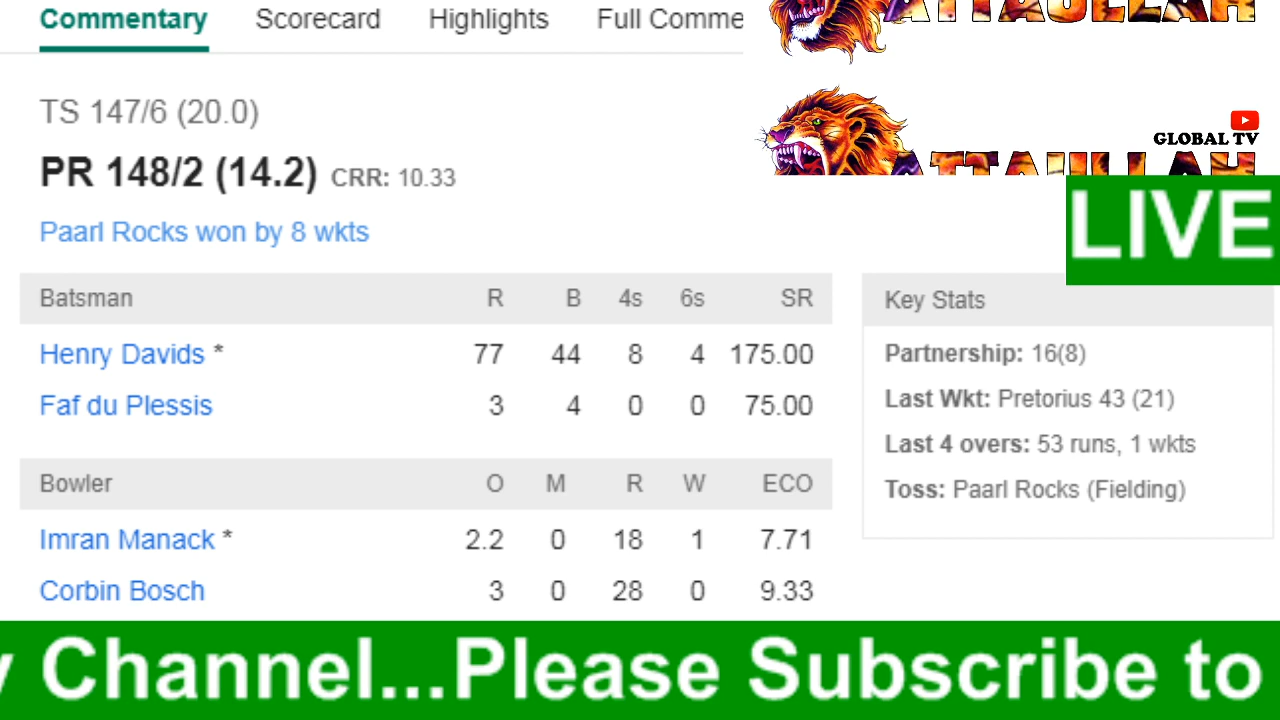 Commentary Scorecard Highlights Full Comme
ATTAULLAH
TS 147/6 (20.0)
GLOBAL TV
ATTAULLAH
PR 148/2 (14.2) CRR: 10.33
LIVE
Paarl Rocks won by 8 wkts
Batsman R B 4s 6s SR
Henry Davids * 77 44 8 4 175.00
Faf du Plessis 3 4 0 0 75.00
Bowler O M R W ECO
Imran Manack * 2.2 0 18 1 7.71
Corbin Bosch 3 0 28 0 9.33
Key Stats
Partnership: 16(8)
Last Wkt: Pretorius 43 (21)
Last 4 overs: 53 runs, 1 wkts
Toss: Paarl Rocks (Fielding)
y Channel...Please Subscribe to